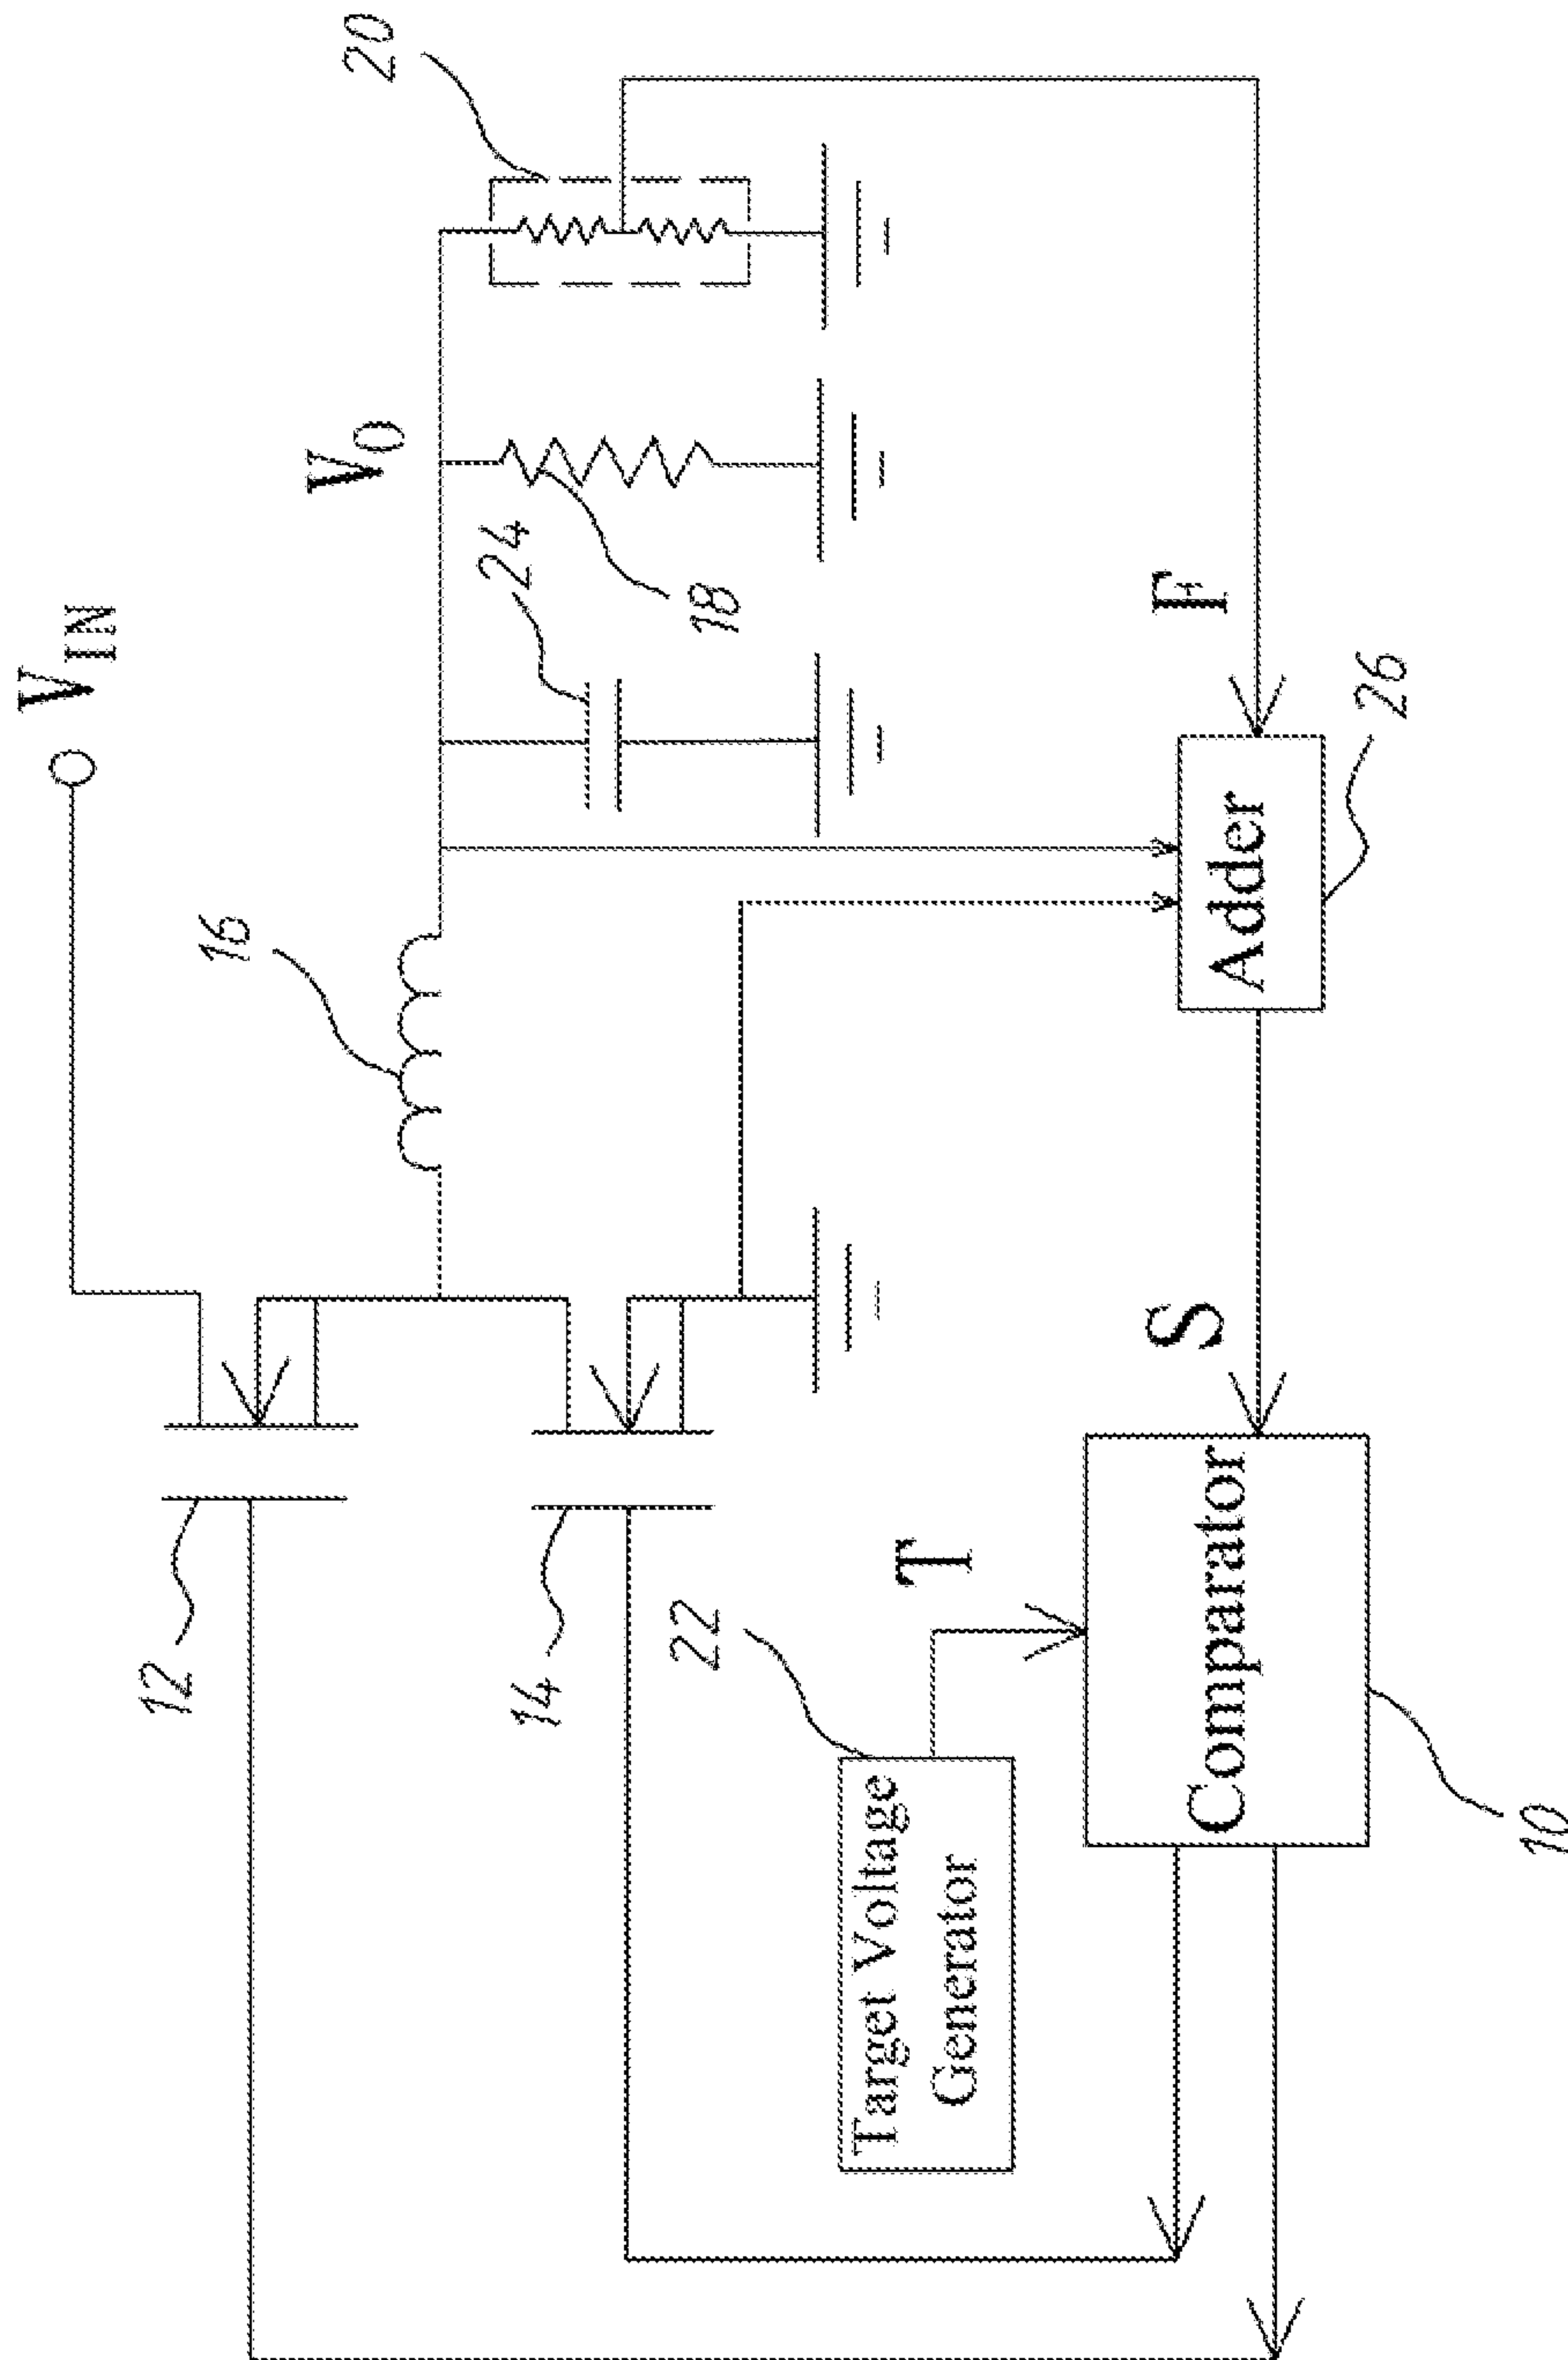 V_IN
12
16
V_O
20
14
24
18
22
T
Target Voltage
Generator
S
F
Comparator
Adder
10
26